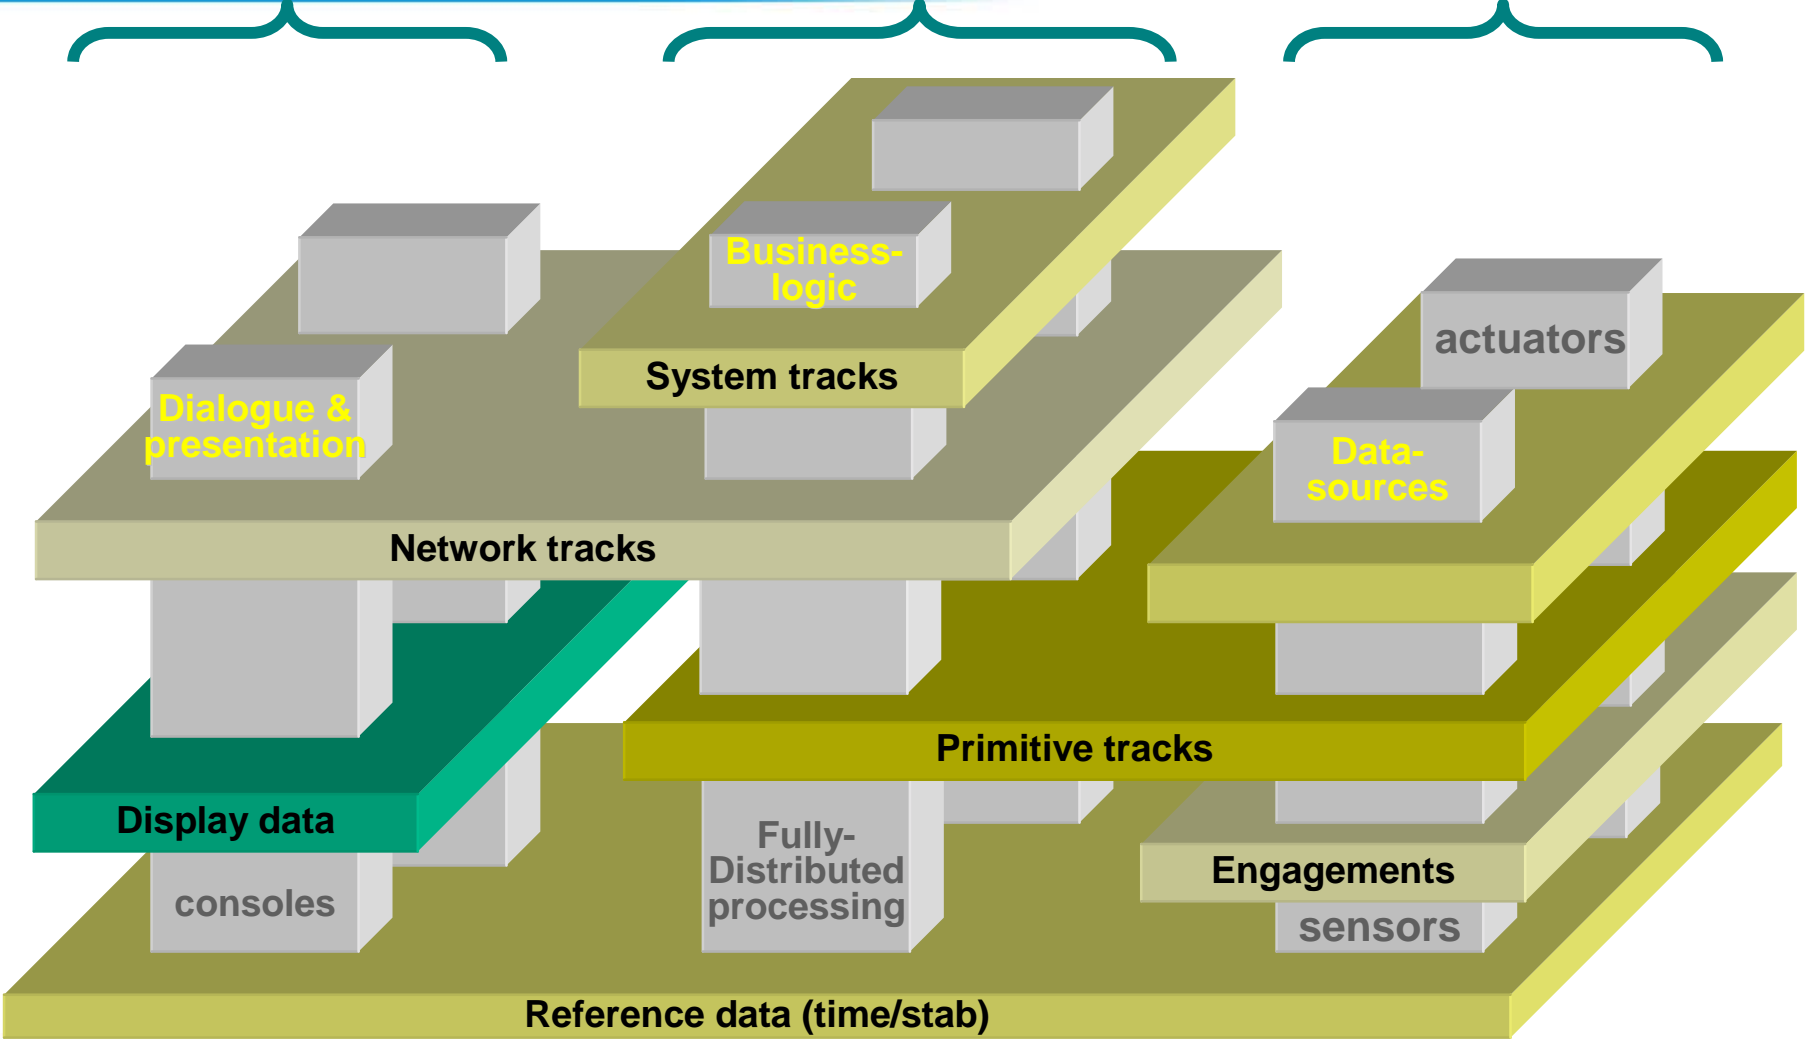 Business-
logic
actuators
System tracks
Dialogue &
presentation
Data-
sources
Network tracks
Primitive tracks
Display data
Fully-
Distributed
processing
Engagements
consoles
sensors
Reference data (time/stab)